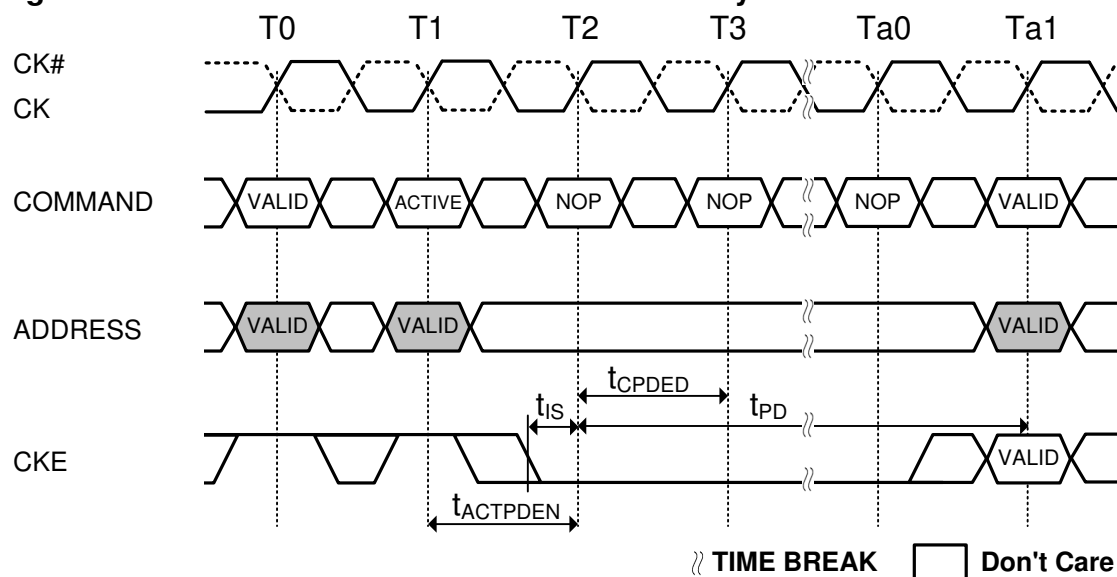 T0 T1 T2 T3 Ta0 Ta1
CK#
CK
COMMAND VALID ACTIVE NOP NOP NOP VALID
ADDRESS VALID VALID VALID
tCPDED
tIS tPD
CKE VALID
tACTPDEN
TIME BREAK Don't Care